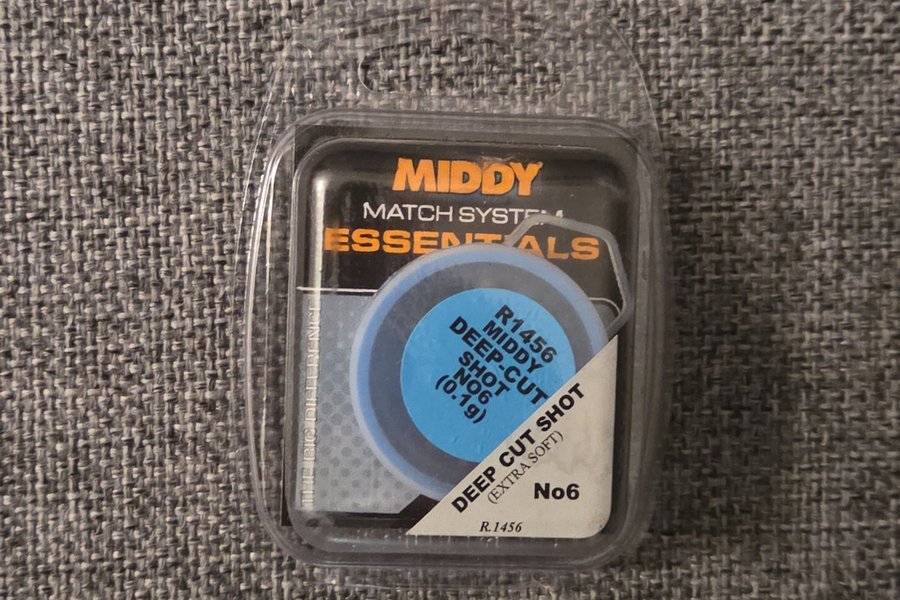 MIDDY
MATCH SYSTEM
ESSENTIALS
R1456
MIDDY
DEEP-CUT
SHOT
NO6
(0.1g)
DEEP CUT SHOT
(EXTRA SOFT)
No6
R.1456